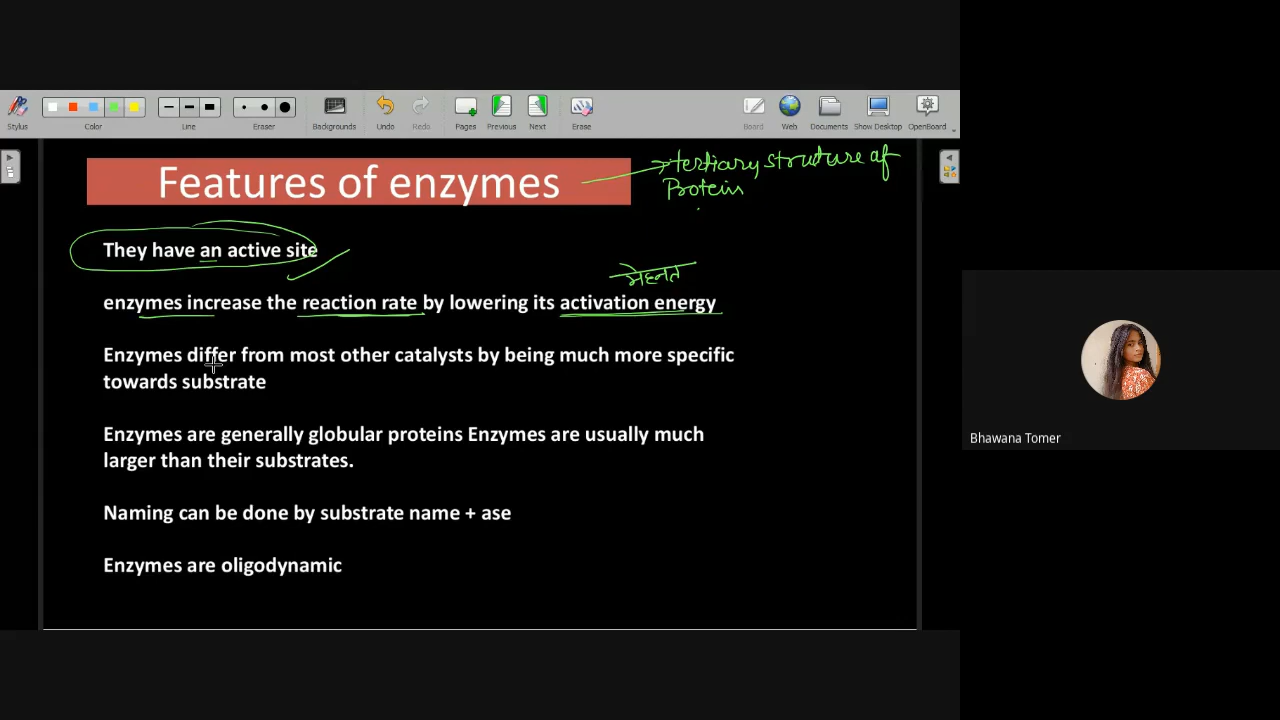 Stylus
Color
Line
Eraser
Backgrounds
Undo
Redo
Pages
Previous
Next
Erase
Board
Web
Documents
Show Desktop
OpenBoard
Features of enzymes
tertiary struture of
Protein
They have an active site
मेहनत
enzymes increase the reaction rate by lowering its activation energy
Enzymes differ from most other catalysts by being much more specific
towards substrate
Enzymes are generally globular proteins Enzymes are usually much
larger than their substrates.
Naming can be done by substrate name + ase
Enzymes are oligodynamic
Bhawana Tomer